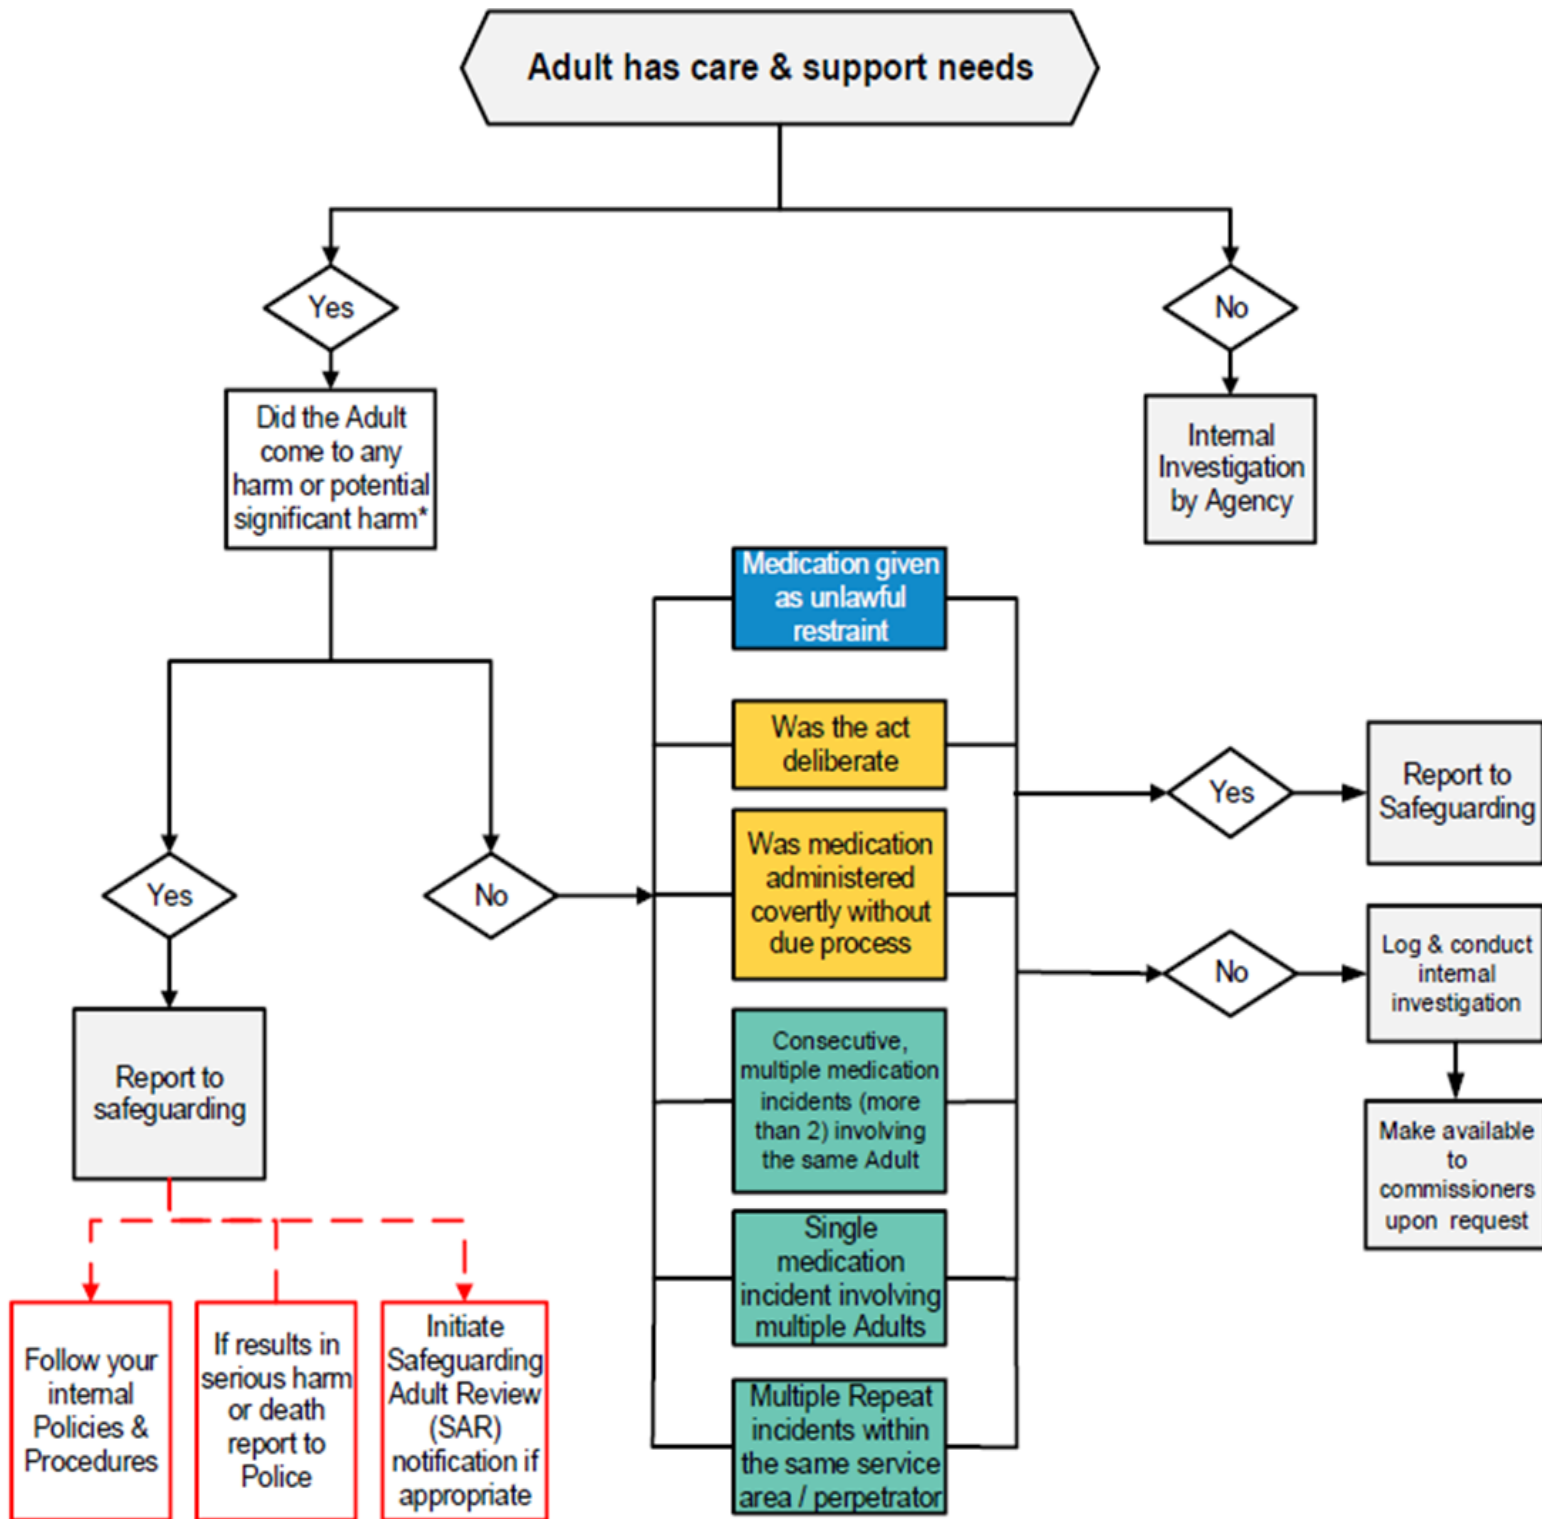 Adult has care & support needs
Yes
No
Did the Adult
come to any
harm or potential
significant harm*
Internal
Investigation
by Agency
Yes
No
Report to
safeguarding
Follow your
internal
Policies &
Procedures
If results in
serious harm
or death
report to
Police
Initiate
Safeguarding
Adult Review
(SAR)
notification if
appropriate
Medication given
as unlawful
restraint
Was the act
deliberate
Was medication
administered
covertly without
due process
Consecutive,
multiple medication
incidents (more
than 2) involving
the same Adult
Single
medication
incident involving
multiple Adults
Multiple Repeat
incidents within
the same service
area / perpetrator
Yes
Report to
Safeguarding
No
Log & conduct
internal
investigation
Make available
to
commissioners
upon request